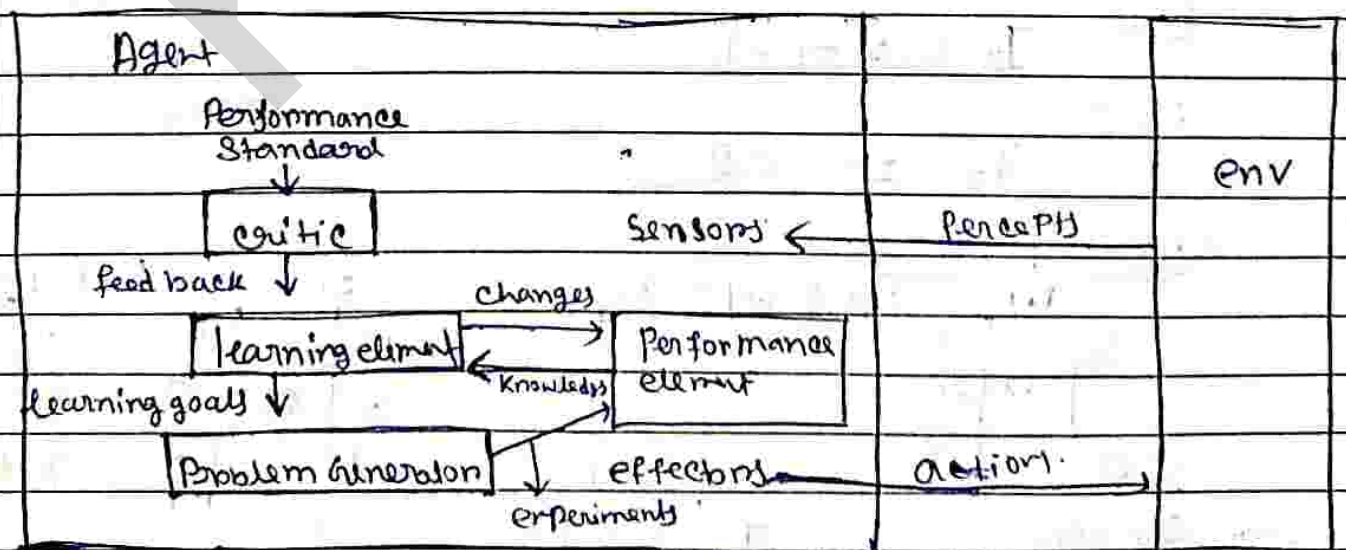 Agent
Performance
Standard
env
critic
Sensors
Percepts
feed back
changes
learning element
Performance
element
Knowledgs
learning goals
Problem Generator
effectors
action.
experiments